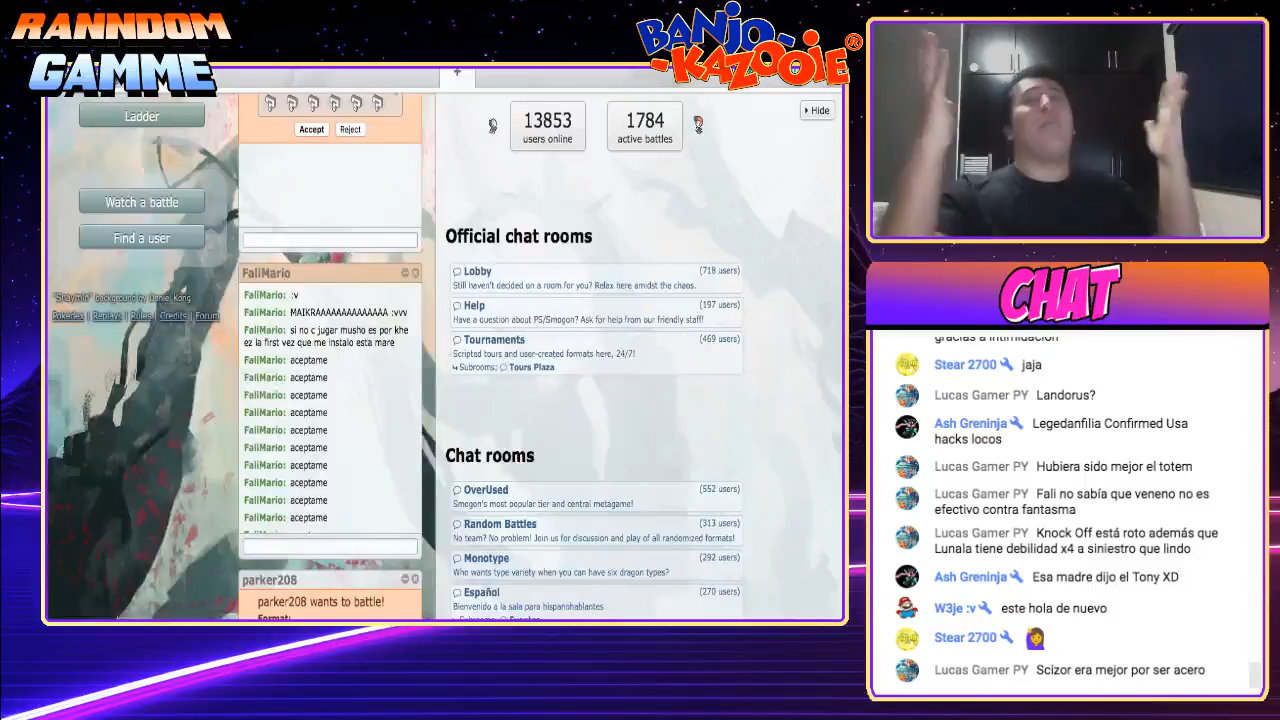 RANNDOM
GAMME
BANJO-
-KAZOOIE®
+
Ladder
Watch a battle
Find a user
"Shaymin" background by Daniel Kong
Pokédex | Replays | Rules | Credits | Forum
Accept Reject
FaliMario
FaliMario: :v
FaliMario: MAIKRAAAAAAAAAAAAAA :vvv
FaliMario: si no c jugar musho es por khe
ez la first vez que me instalo esta mare
FaliMario: aceptame
FaliMario: aceptame
FaliMario: aceptame
FaliMario: aceptame
FaliMario: aceptame
FaliMario: aceptame
FaliMario: aceptame
FaliMario: aceptame
FaliMario: aceptame
FaliMario: aceptame
parker208
parker208 wants to battle!
Format:
13853
users online
1784
active battles
Hide
Official chat rooms
Lobby (718 users)
Still haven't decided on a room for you? Relax here amidst the chaos.
Help (197 users)
Have a question about PS/Smogon? Ask for help from our friendly staff!
Tournaments (469 users)
Scripted tours and user-created formats here, 24/7!
Subrooms: Tours Plaza
Chat rooms
OverUsed (552 users)
Smogon's most popular tier and central metagame!
Random Battles (313 users)
No team? No problem! Join us for discussion and play of all randomized formats!
Monotype (292 users)
Who wants type variety when you can have six dragon types?
Español (270 users)
Bienvenido a la sala para hispanohablantes
CHAT
gracias a intimidación
Stear 2700 jaja
Lucas Gamer PY Landorus?
Ash Greninja Legedanfilia Confirmed Usa
hacks locos
Lucas Gamer PY Hubiera sido mejor el totem
Lucas Gamer PY Fali no sabía que veneno no es
efectivo contra fantasma
Lucas Gamer PY Knock Off está roto además que
Lunala tiene debilidad x4 a siniestro que lindo
Ash Greninja Esa madre dijo el Tony XD
W3je :v este hola de nuevo
Stear 2700
Lucas Gamer PY Scizor era mejor por ser acero